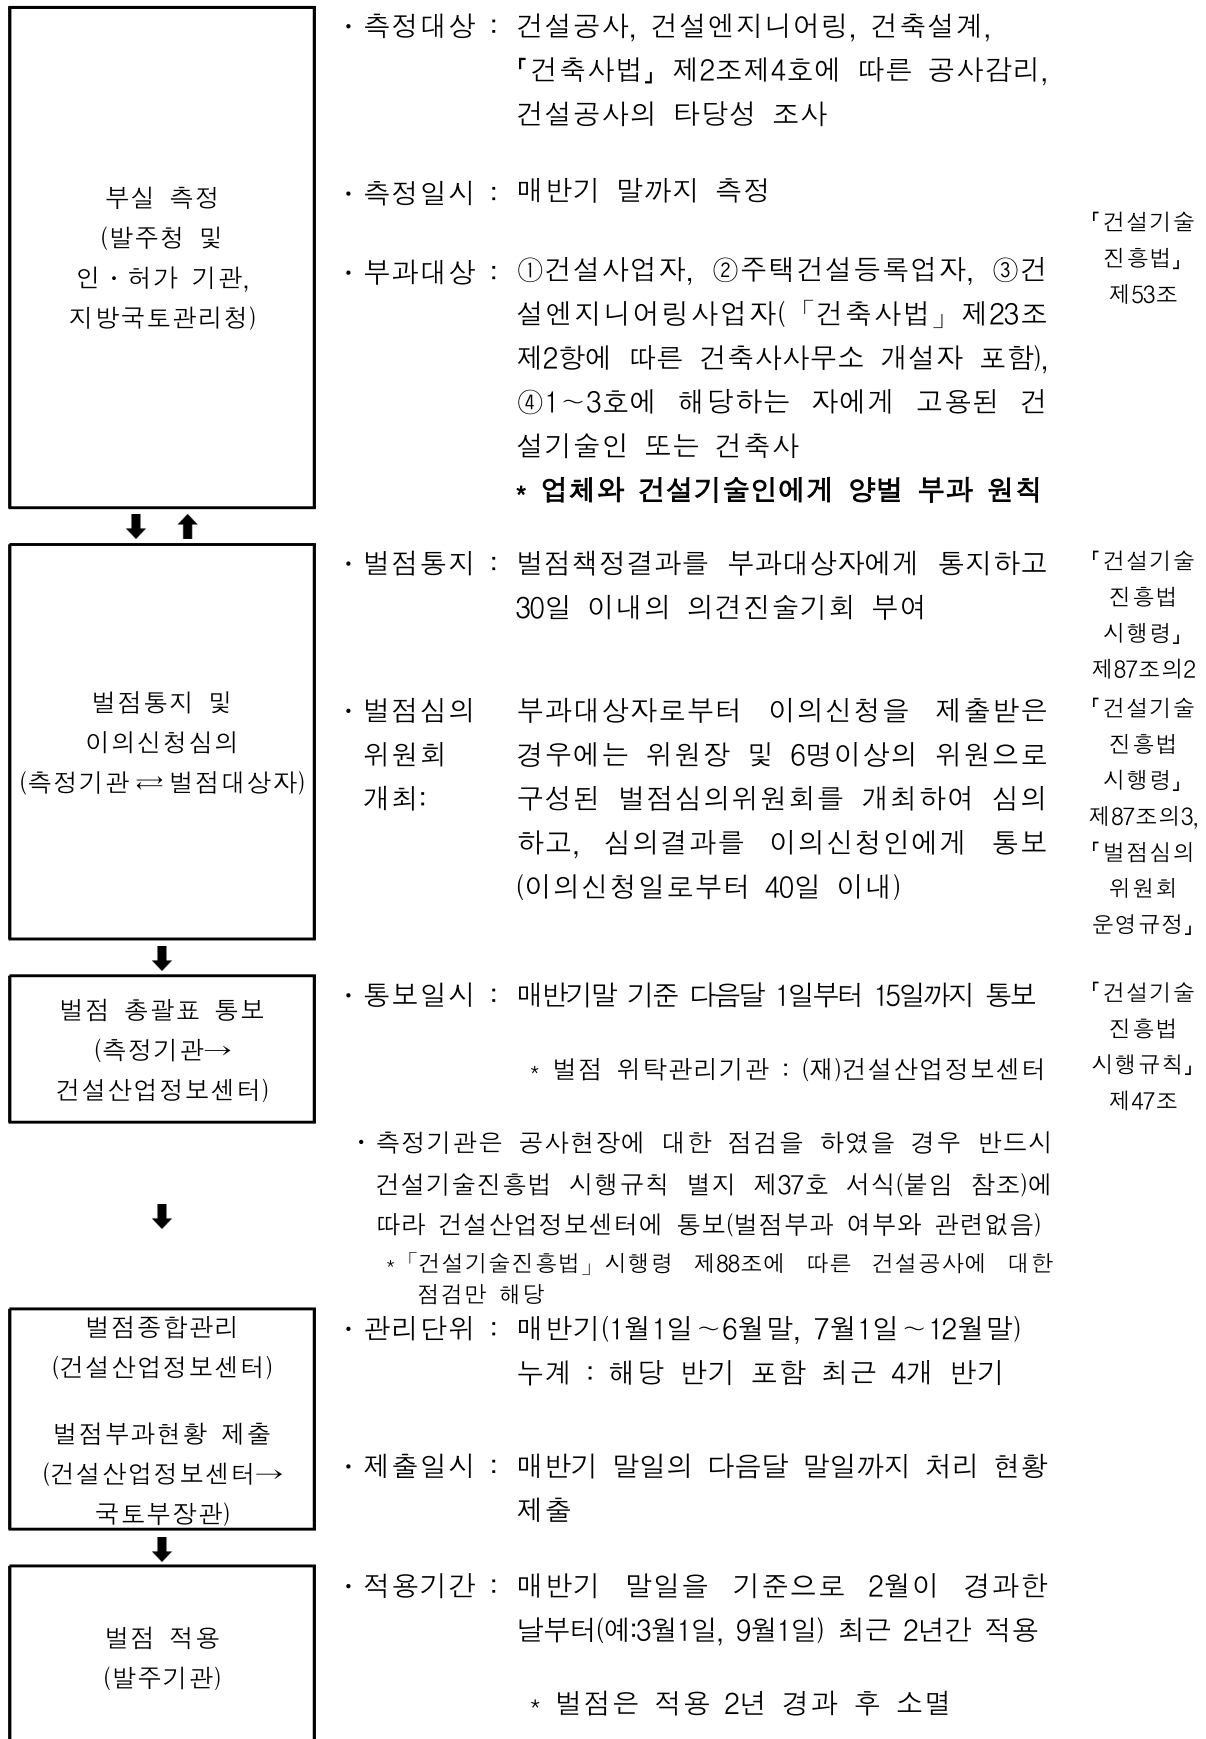 부실 측정
(발주청 및
인·허가 기관,
지방국토관리청)
· 측정대상 : 건설공사, 건설엔지니어링, 건축설계,
『건축사법』 제2조제4호에 따른 공사감리,
건설공사의 타당성 조사
· 측정일시 : 매반기 말까지 측정
· 부과대상 : ①건설사업자, ②주택건설등록업자, ③건
설엔지니어링사업자(「건축사법」제23조
제2항에 따른 건축사사무소 개설자 포함),
④1～3호에 해당하는 자에게 고용된 건
설기술인 또는 건축사
* 업체와 건설기술인에게 양벌 부과 원칙
『건설기술
진흥법』
제53조
⬇ ⬆
벌점통지 및
이의신청심의
(측정기관⇄벌점대상자)
· 벌점통지 : 벌점책정결과를 부과대상자에게 통지하고
30일 이내의 의견진술기회 부여
『건설기술
진흥법
시행령』
제87조의2
· 벌점심의
위원회
개최:
부과대상자로부터 이의신청을 제출받은
경우에는 위원장 및 6명이상의 위원으로
구성된 벌점심의위원회를 개최하여 심의
하고, 심의결과를 이의신청인에게 통보
(이의신청일로부터 40일 이내)
『건설기술
진흥법
시행령』
제87조의3,
『벌점심의
위원회
운영규정』
⬇
벌점 총괄표 통보
(측정기관→
건설산업정보센터)
· 통보일시 : 매반기말 기준 다음달 1일부터 15일까지 통보
* 벌점 위탁관리기관 : (재)건설산업정보센터
『건설기술
진흥법
시행규칙』
제47조
⬇
· 측정기관은 공사현장에 대한 점검을 하였을 경우 반드시
건설기술진흥법 시행규칙 별지 제37호 서식(붙임 참조)에
따라 건설산업정보센터에 통보(벌점부과 여부와 관련없음)
*「건설기술진흥법」시행령 제88조에 따른 건설공사에 대한
점검만 해당
벌점종합관리
(건설산업정보센터)
벌점부과현황 제출
(건설산업정보센터→
국토부장관)
· 관리단위 : 매반기(1월1일～6월말, 7월1일～12월말)
누계 : 해당 반기 포함 최근 4개 반기
· 제출일시 : 매반기 말일의 다음달 말일까지 처리 현황
제출
⬇
벌점 적용
(발주기관)
· 적용기간 : 매반기 말일을 기준으로 2월이 경과한
날부터(예:3월1일, 9월1일) 최근 2년간 적용
* 벌점은 적용 2년 경과 후 소멸